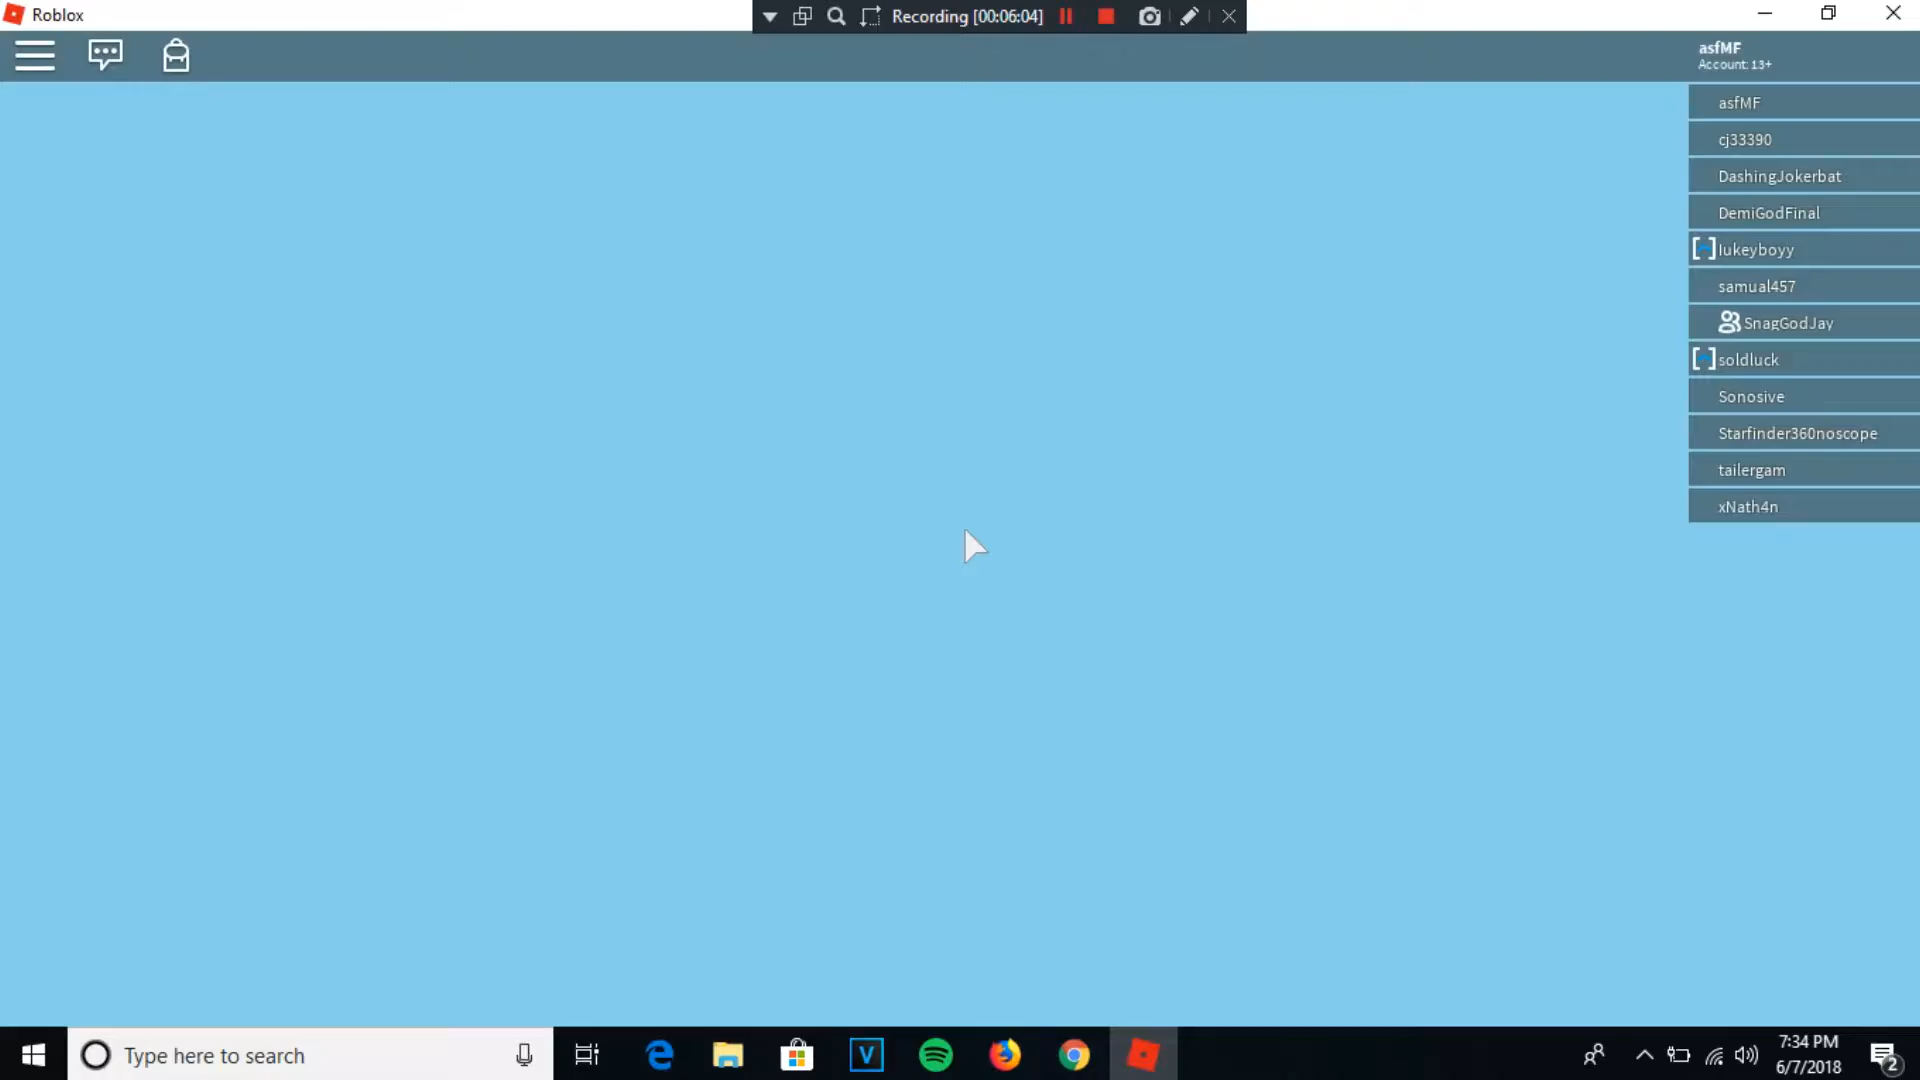 Roblox
Recording [00:06:04]
asfMF
Account: 13+
asfMF
cj33390
DashingJokerbat
DemiGodFinal
lukeyboyy
samual457
SnagGodJay
soldluck
Sonosive
Starfinder360noscope
tailergam
xNath4n
Type here to search
V
7:34 PM
6/7/2018
2